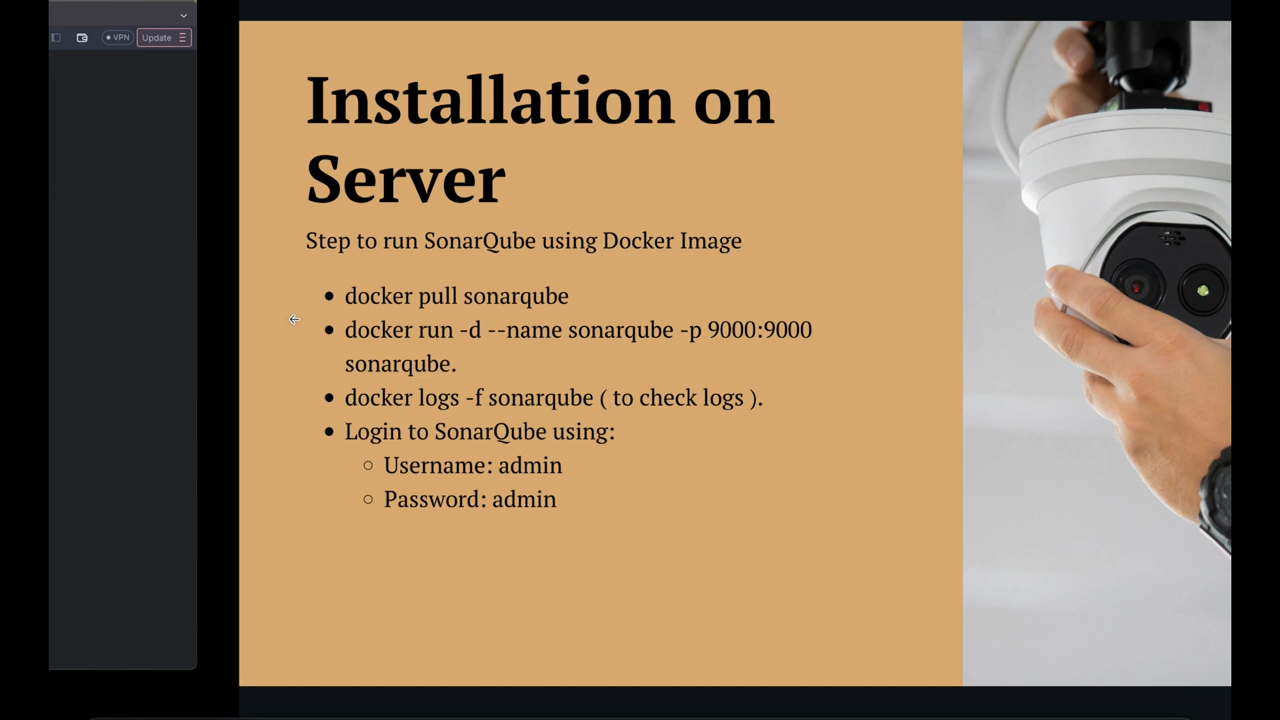 VPN
Update
Installation on
Server
Step to run SonarQube using Docker Image
docker pull sonarqube
docker run -d --name sonarqube -p 9000:9000
sonarqube.
docker logs -f sonarqube ( to check logs ).
Login to SonarQube using:
Username: admin
Password: admin